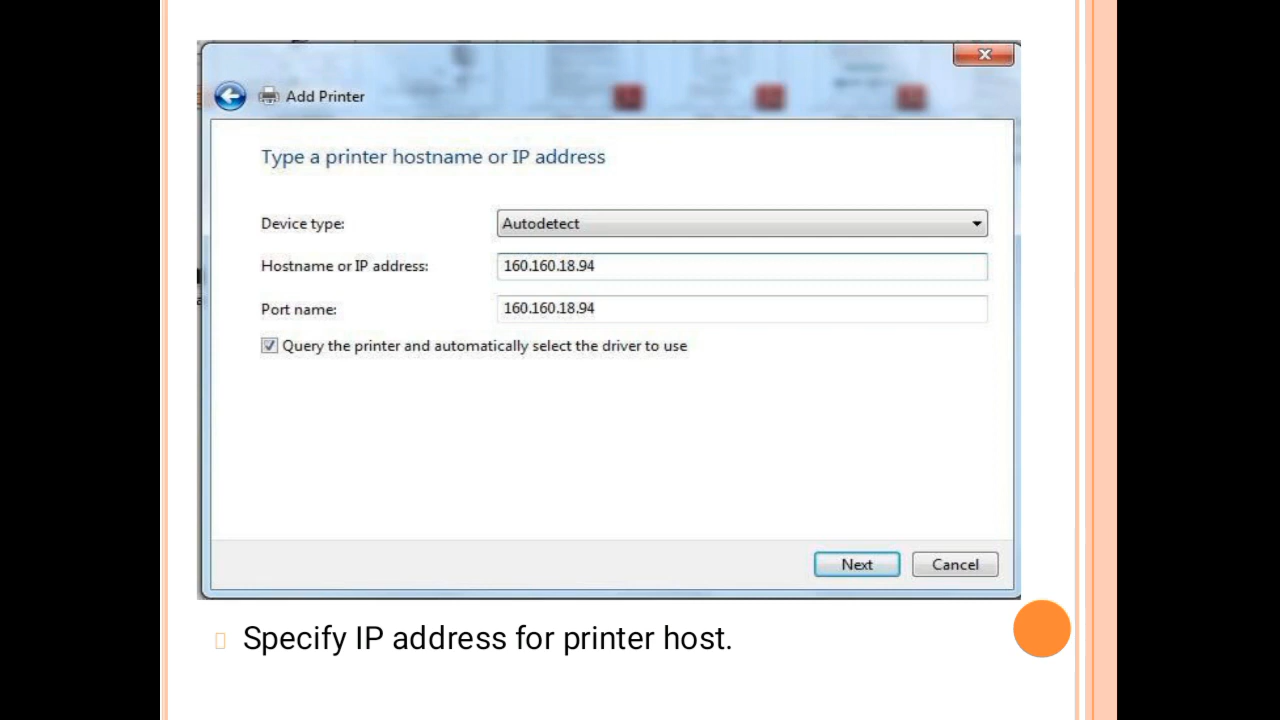 Add Printer
Type a printer hostname or IP address
Device type: Autodetect
Hostname or IP address: 160.160.18.94
Port name: 160.160.18.94
Query the printer and automatically select the driver to use
Next Cancel
Specify IP address for printer host.